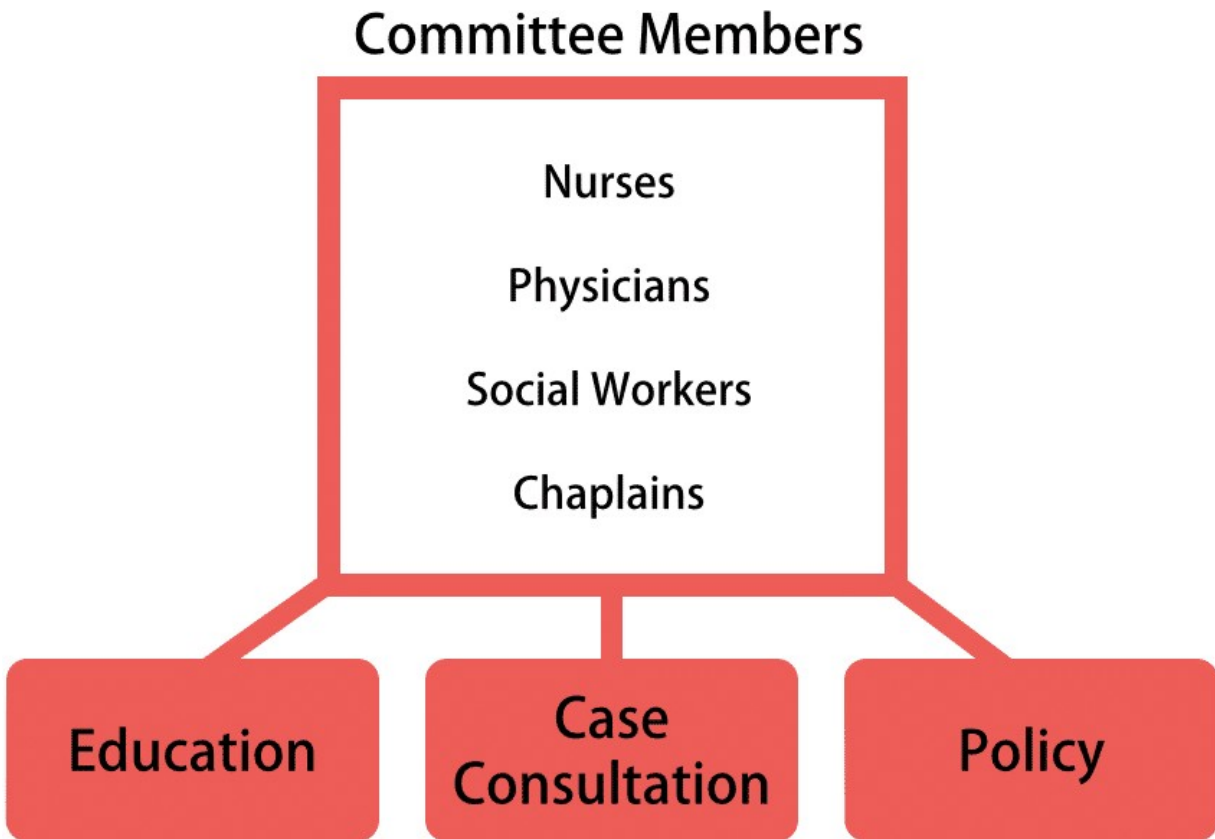 Committee Members
Nurses
Physicians
Social Workers
Chaplains
Education
Case
Consultation
Policy